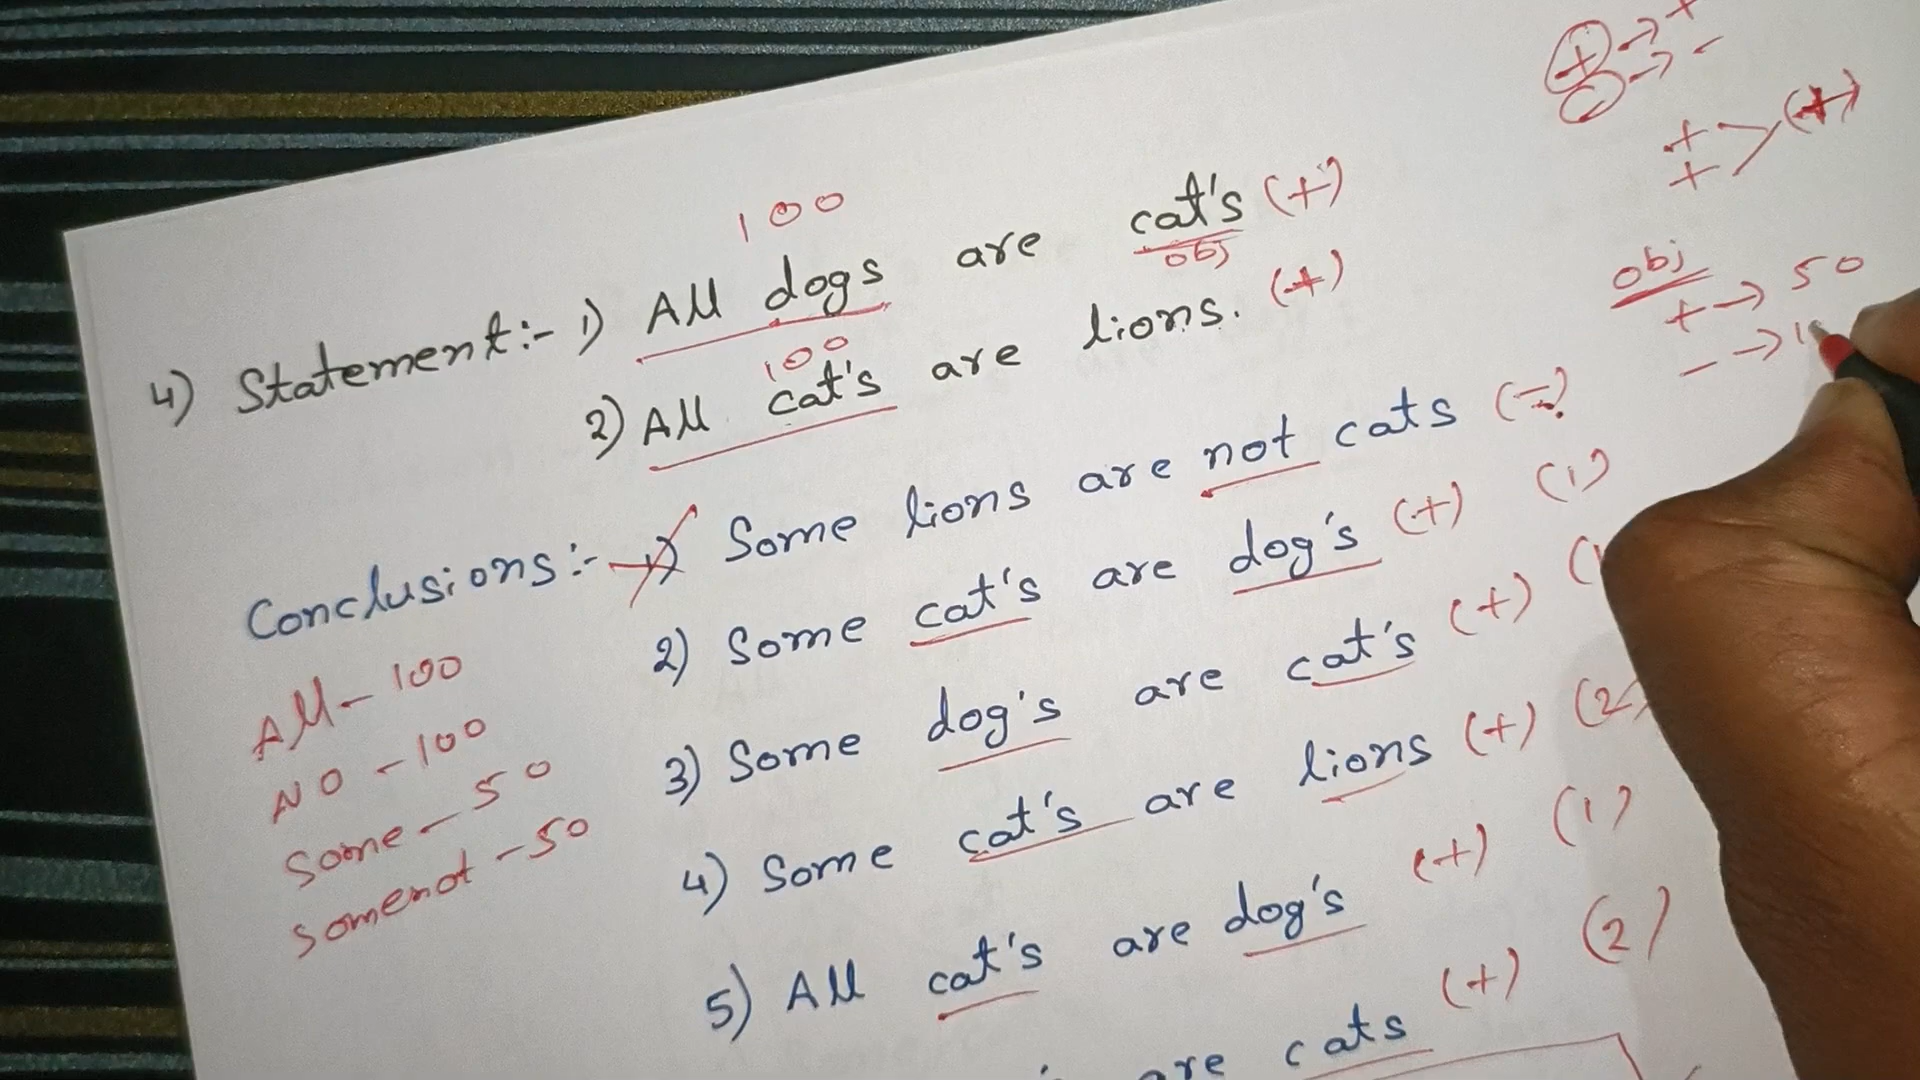 100
4) Statement:- 1) All dogs are cat's (+)
obj
100
2) All cat's are lions. (+)
Conclusions:- 1) Some lions are not cats (-)
2) Some cat's are dog's (+) (1)
3) Some dog's are cat's (+)
4) Some cat's are lions (+) (2)
5) All cat's are dog's (+) (1)
are cats (+) (2)
All - 100
NO - 100
Some - 50
Somenot - 50
+ → +
→ -
+
+ (+)
obj
+ → 50
- →